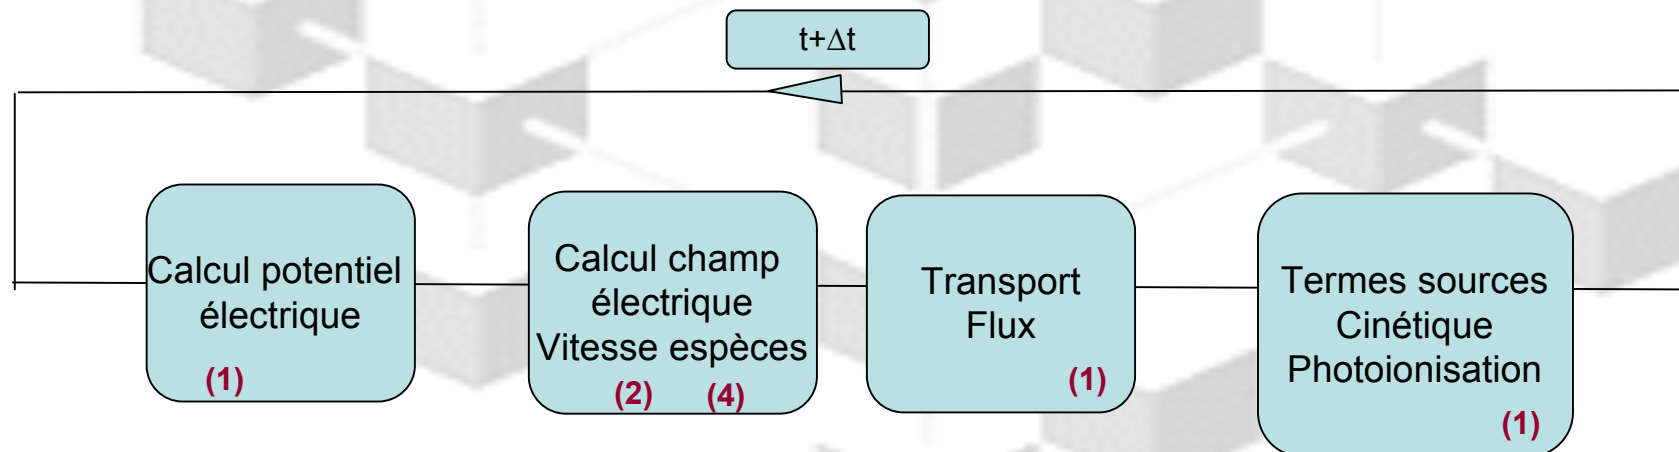 t+Δt
Calcul potentiel
électrique
(1)
Calcul champ
électrique
Vitesse espèces
(2) (4)
Transport
Flux
(1)
Termes sources
Cinétique
Photoionisation
(1)